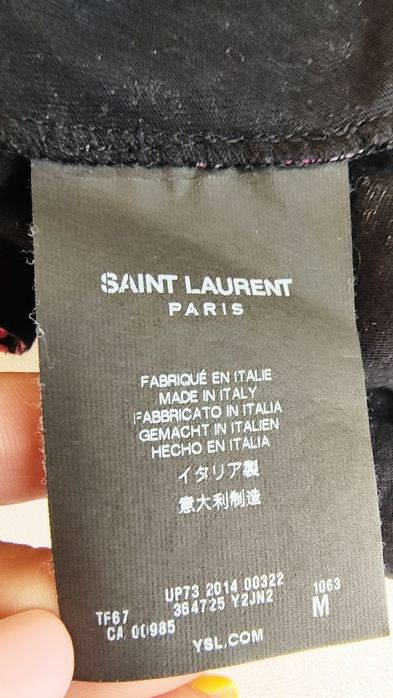 SAINT LAURENT
PARIS
FABRIQUÉ EN ITALIE
MADE IN ITALY
FABBRICATO IN ITALIA
GEMACHT IN ITALIEN
HECHO EN ITALIA
イタリア製
意大利制造
UP73 2014 00322
TF67 364725 Y2JN2 1063
CA 00985 M
YSL.COM